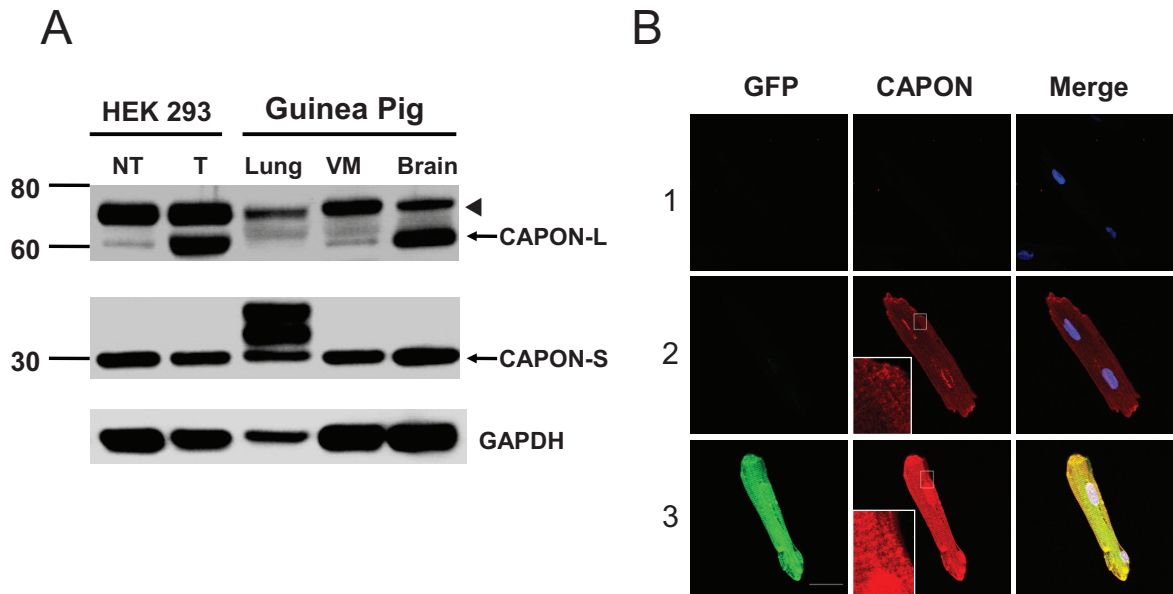 A
HEK 293 Guinea Pig
NT T Lung VM Brain
80
60
CAPON-L
30
CAPON-S
GAPDH
B
GFP CAPON Merge
1
2
3